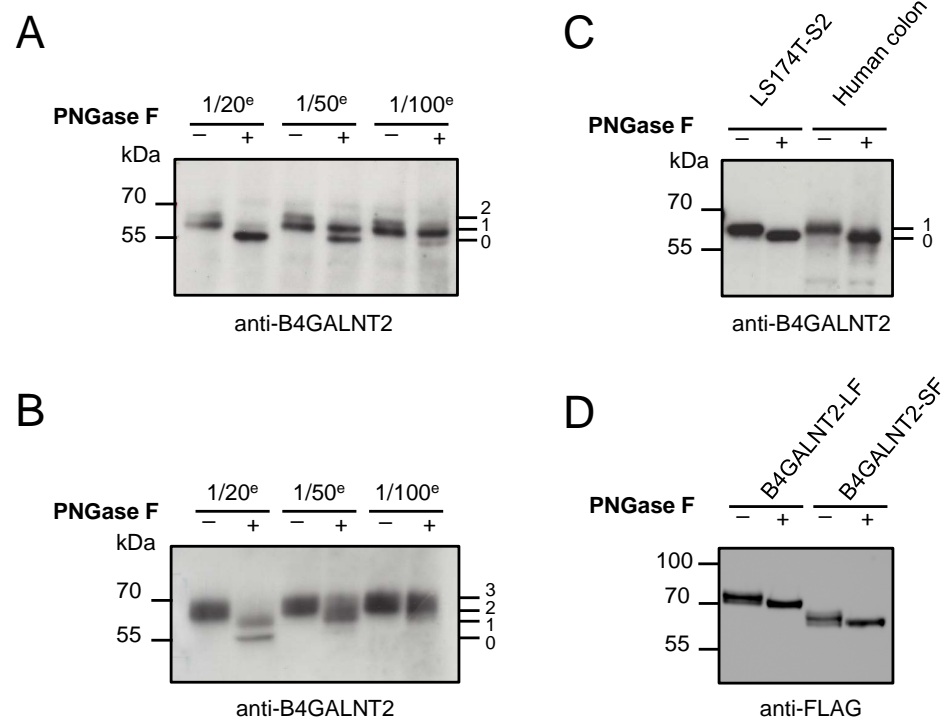 A
1/20e 1/50e 1/100e
PNGase F – + – + – +
kDa
70
55
2
1
0
anti-B4GALNT2
B
1/20e 1/50e 1/100e
PNGase F – + – + – +
kDa
70
55
3
2
1
0
anti-B4GALNT2
C
LS174T-S2 Human colon
PNGase F – + – +
kDa
70
55
1
0
anti-B4GALNT2
D
B4GALNT2-LF B4GALNT2-SF
PNGase F – + – +
100
70
55
anti-FLAG